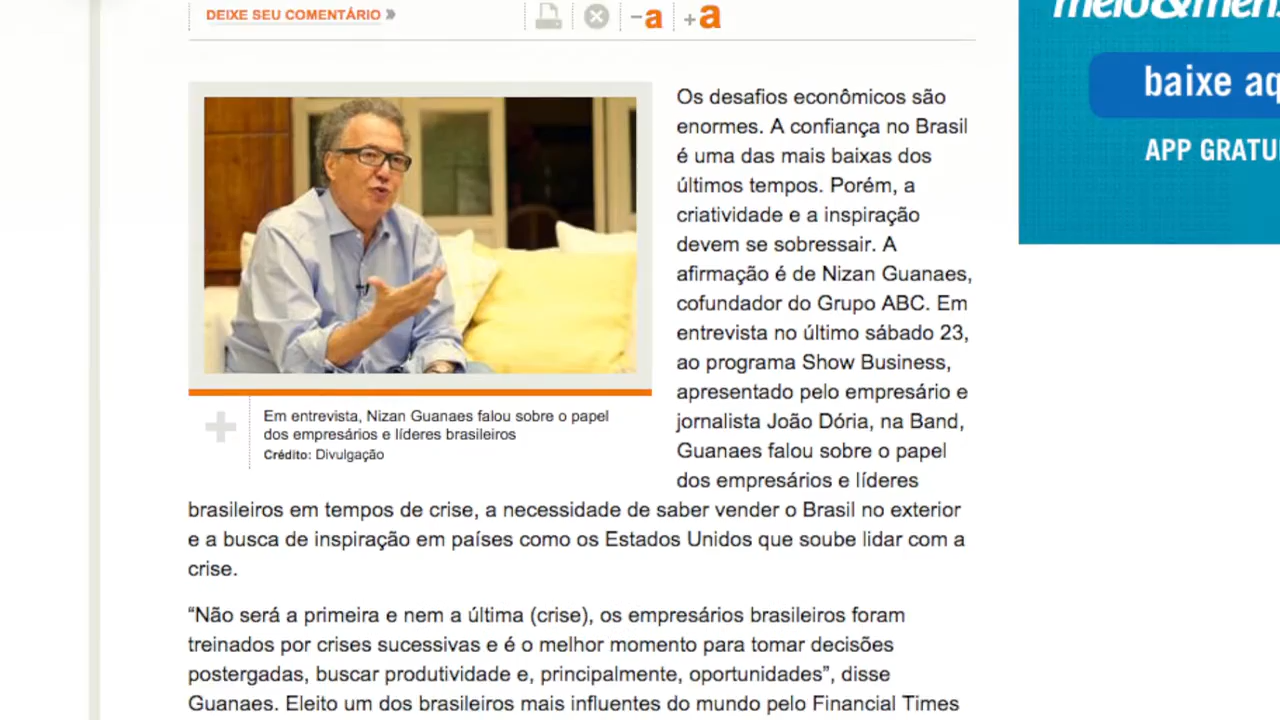 DEIXE SEU COMENTÁRIO »
-a
+a
baixe
APP
Os desafios econômicos são
enormes. A confiança no Brasil
é uma das mais baixas dos
últimos tempos. Porém, a
criatividade e a inspiração
devem se sobressair. A
afirmação é de Nizan Guanaes,
cofundador do Grupo ABC. Em
entrevista no último sábado 23,
ao programa Show Business,
apresentado pelo empresário e
jornalista João Dória, na Band,
Guanaes falou sobre o papel
dos empresários e líderes
Em entrevista, Nizan Guanaes falou sobre o papel
dos empresários e líderes brasileiros
Crédito: Divulgação
brasileiros em tempos de crise, a necessidade de saber vender o Brasil no exterior
e a busca de inspiração em países como os Estados Unidos que soube lidar com a
crise.
“Não será a primeira e nem a última (crise), os empresários brasileiros foram
treinados por crises sucessivas e é o melhor momento para tomar decisões
postergadas, buscar produtividade e, principalmente, oportunidades”, disse
Guanaes. Eleito um dos brasileiros mais influentes do mundo pelo Financial Times